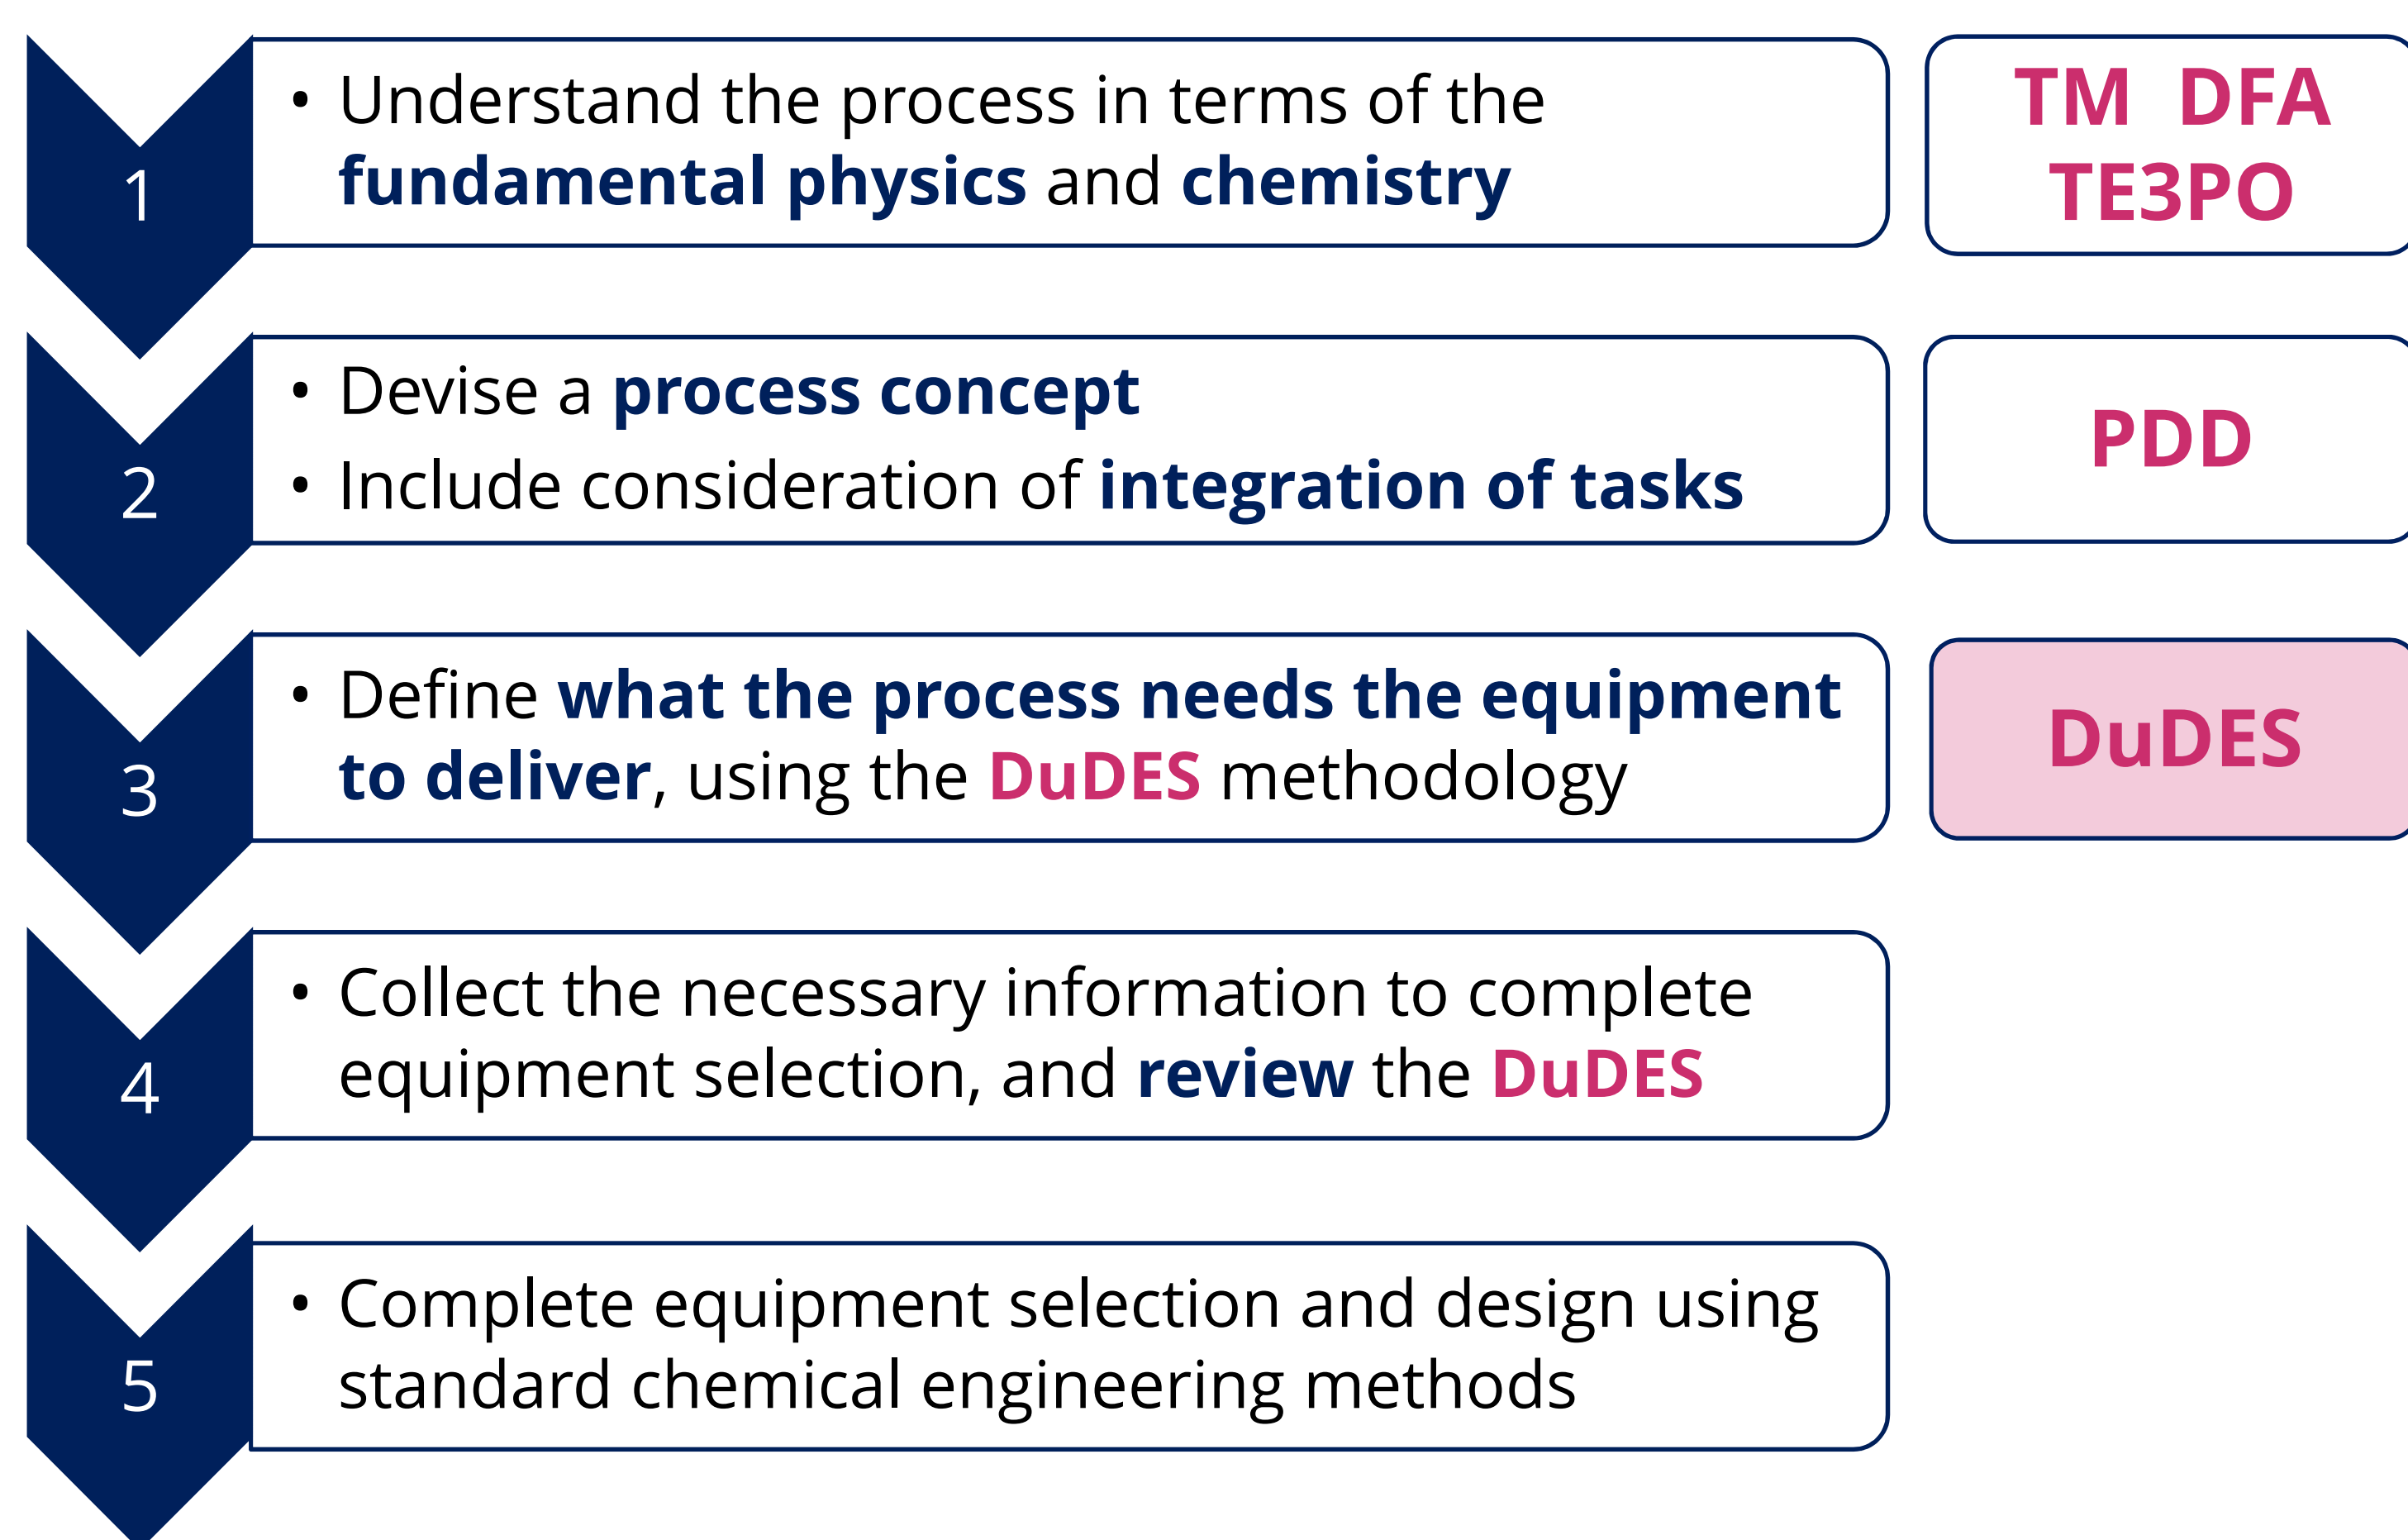 1
• Understand the process in terms of the
fundamental physics and chemistry
TM DFA
TE3PO
2
• Devise a process concept
• Include consideration of integration of tasks
PDD
3
• Define what the process needs the equipment
to deliver, using the DuDES methodology
DuDES
4
• Collect the necessary information to complete
equipment selection, and review the DuDES
5
• Complete equipment selection and design using
standard chemical engineering methods